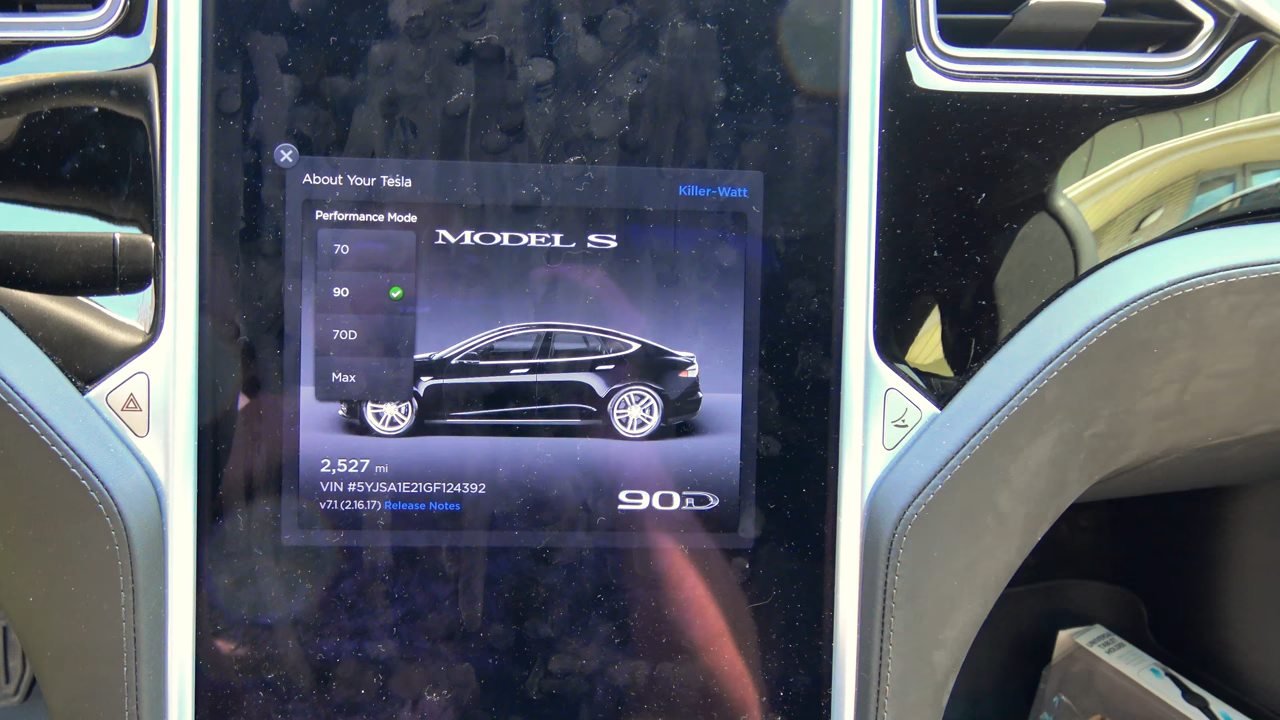 About Your Tesla
Killer-Watt
Performance Mode
MODEL S
70
90
70D
Max
2,527 mi
VIN #5YJSA1E21GF124392
v7.1 (2.16.17) Release Notes
90D